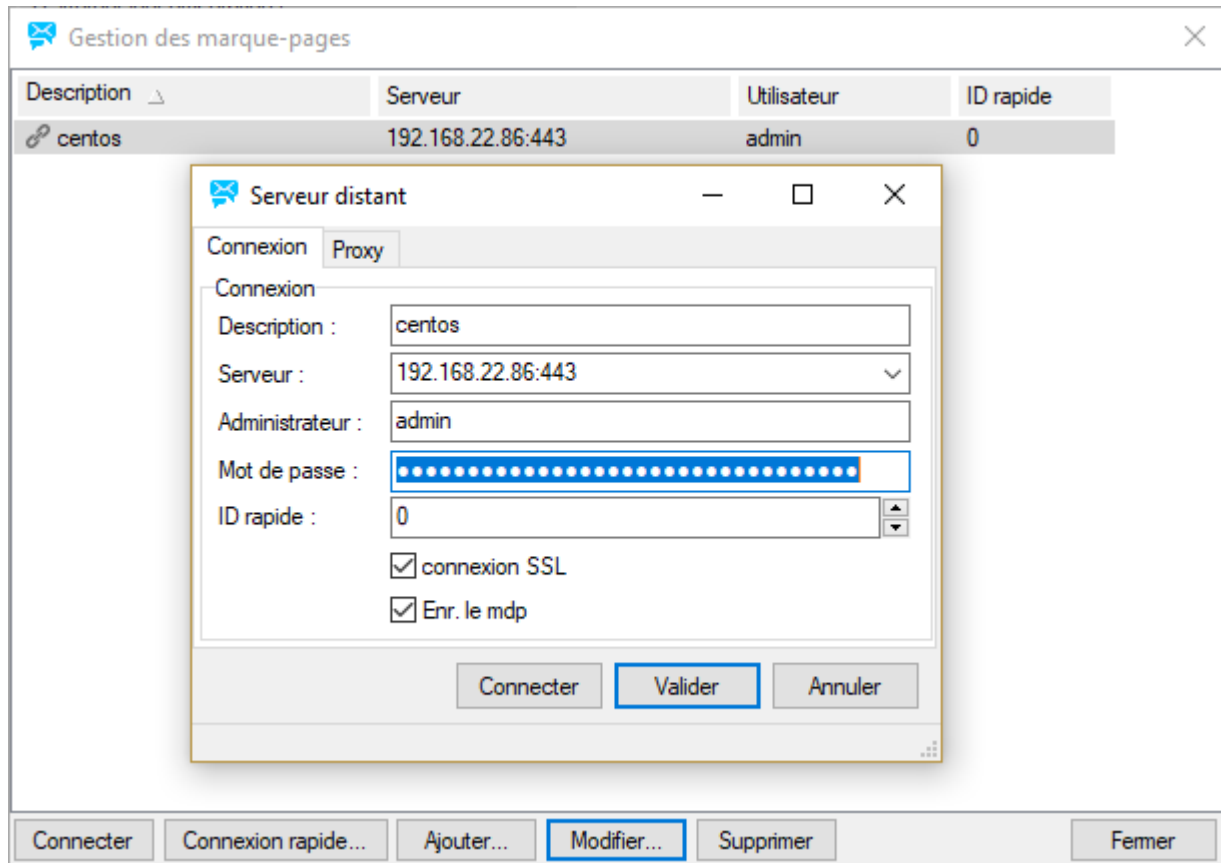 Gestion des marque-pages
Description Serveur Utilisateur ID rapide
centos 192.168.22.86:443 admin 0
Serveur distant
Connexion Proxy
Connexion
Description : centos
Serveur : 192.168.22.86:443
Administrateur : admin
Mot de passe : ●●●●●●●●●●●●●●●●●●●●●●●●●●●●●●●●●
ID rapide : 0
connexion SSL
Enr. le mdp
Connecter Valider Annuler
Connecter Connexion rapide... Ajouter... Modifier... Supprimer Fermer